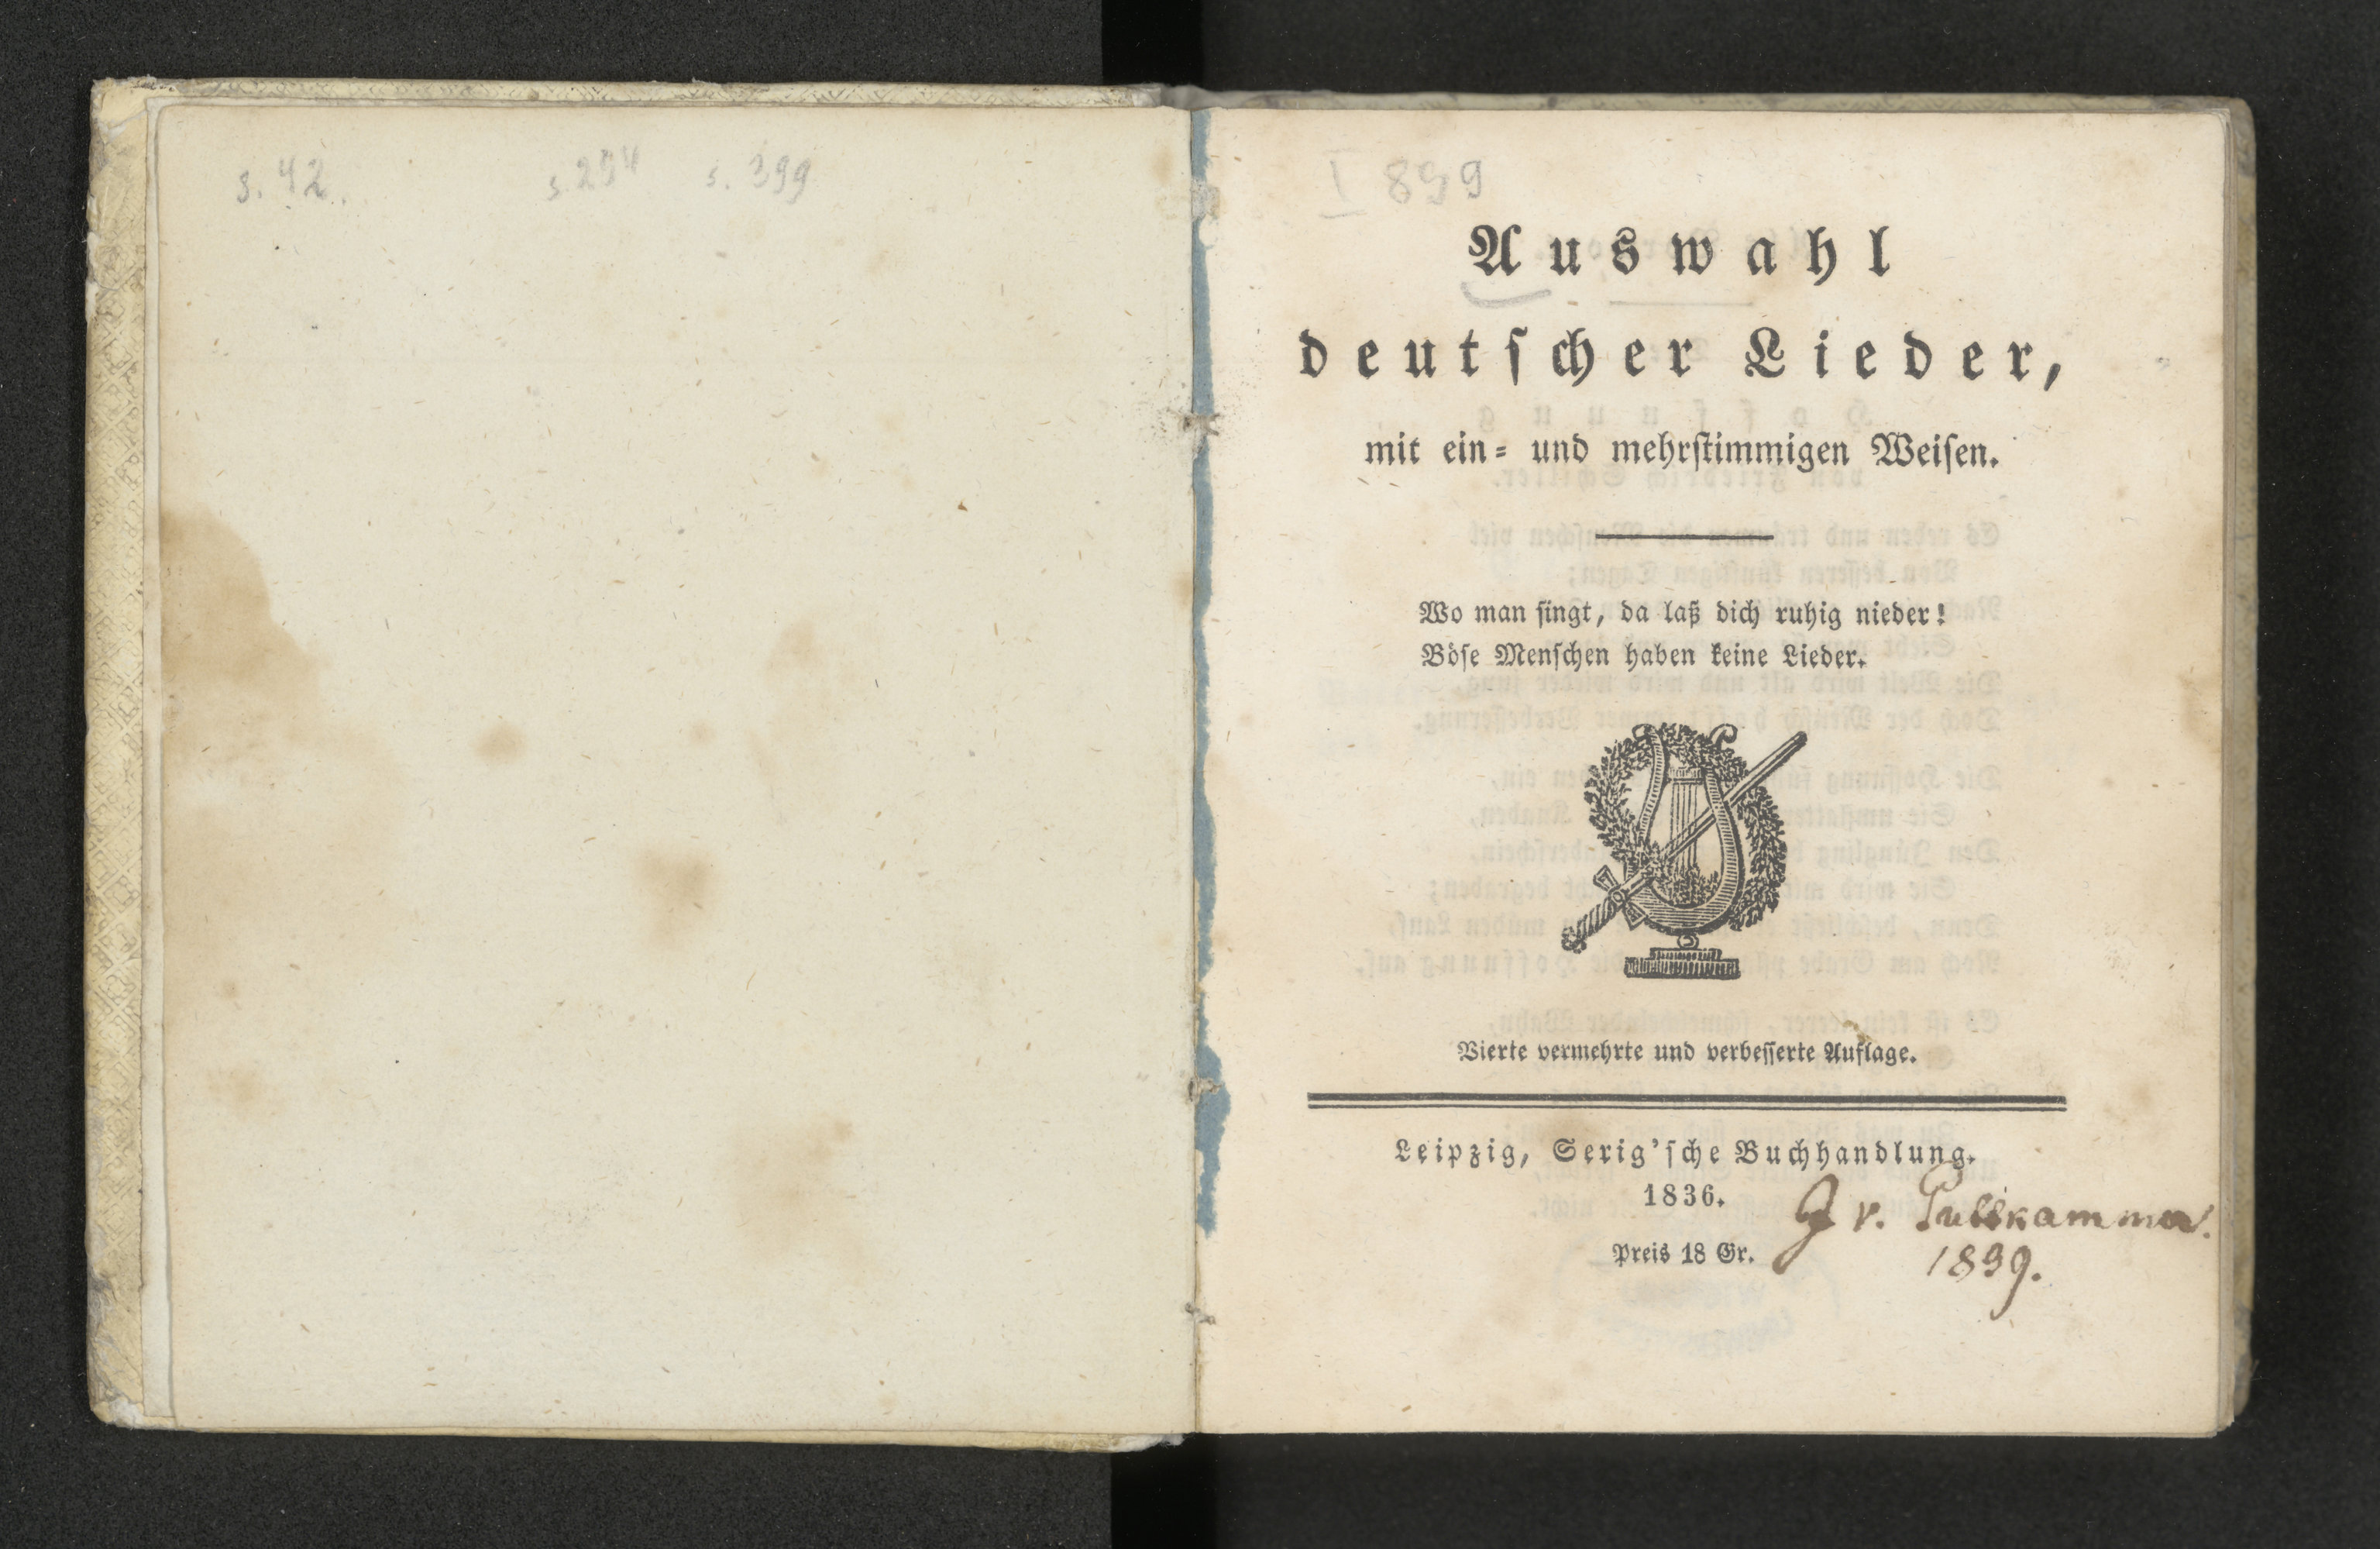 s. 42.
s. 294
s. 399
I 899
Auswahl
deutſcher Lieder,
mit ein- und mehrſtimmigen Weiſen.
Wo man ſingt, da laß dich ruhig nieder!
Böſe Menſchen haben keine Lieder.
Vierte vermehrte und verbeſſerte Auflage.
Leipzig, Serig'ſche Buchhandlung.
1836.
Preis 18 Gr.
v. Puttkammer.
1839.